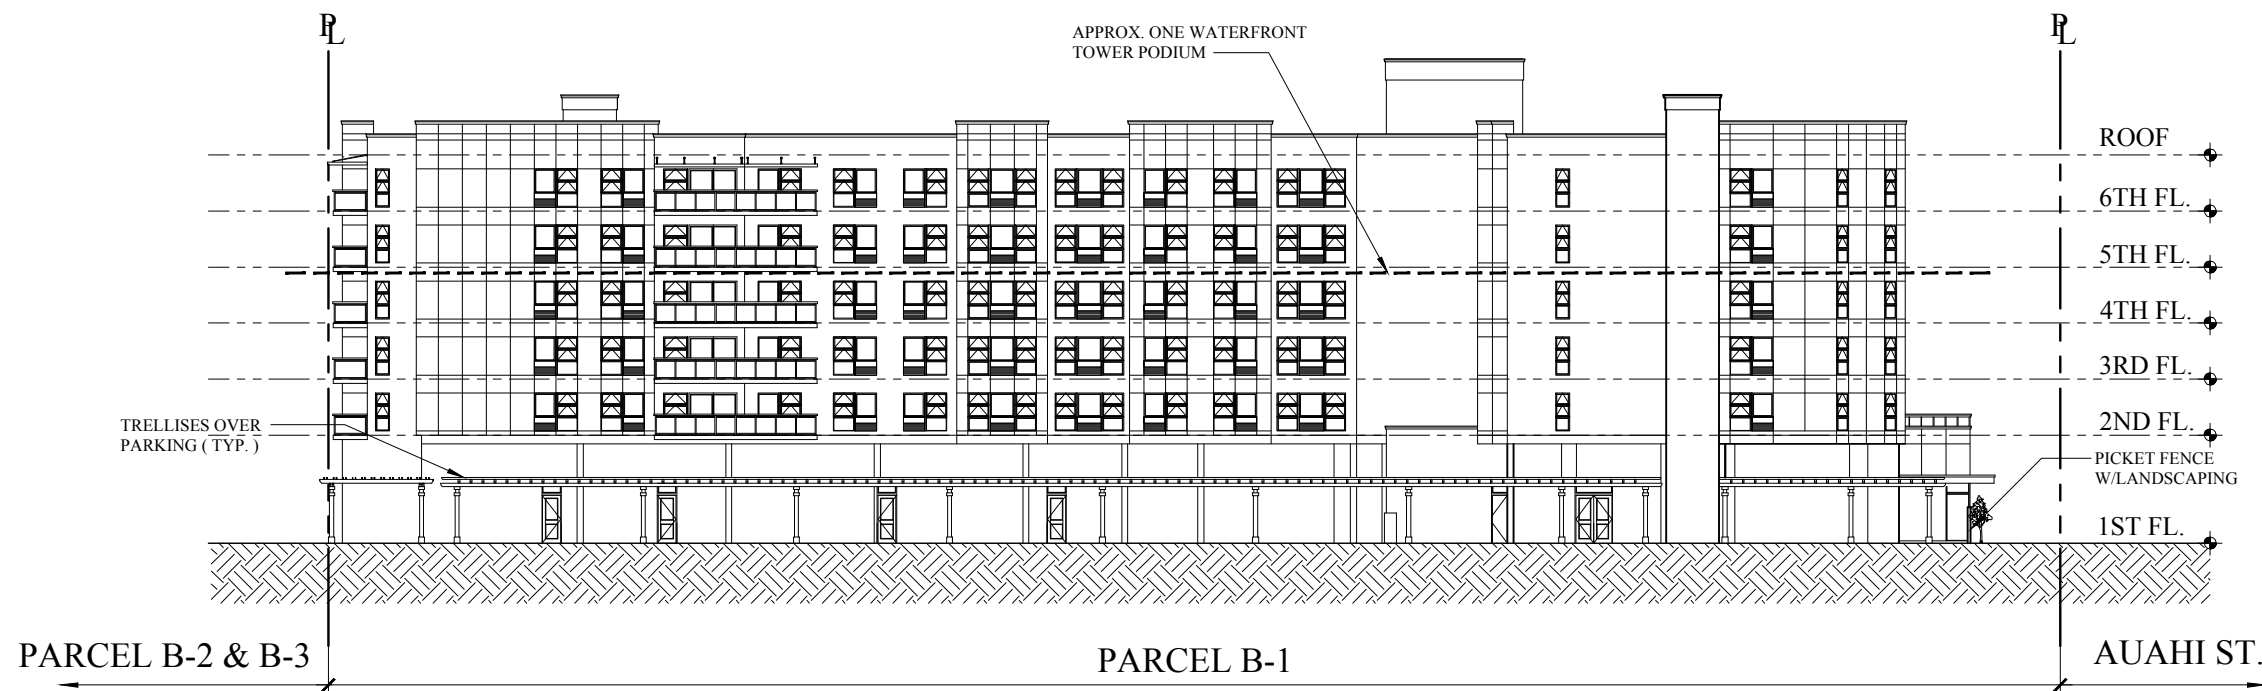 PL
PL
APPROX. ONE WATERFRONT
TOWER PODIUM
ROOF
6TH FL.
5TH FL.
4TH FL.
3RD FL.
TRELLISES OVER
PARKING ( TYP. )
2ND FL.
PICKET FENCE
W/LANDSCAPING
1ST FL.
PARCEL B-2 & B-3
PARCEL B-1
AUAHI ST.